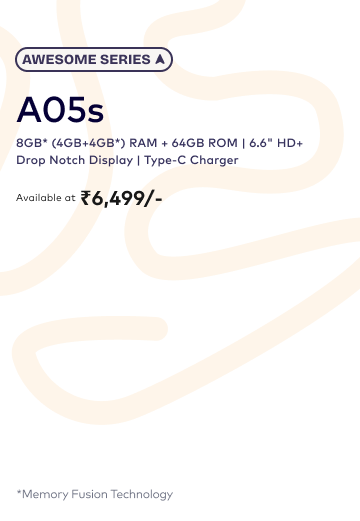 AWESOME SERIES
A05s
8GB* (4GB+4GB*) RAM + 64GB ROM | 6.6" HD+
Drop Notch Display | Type-C Charger
Available at ₹6,499/-
*Memory Fusion Technology